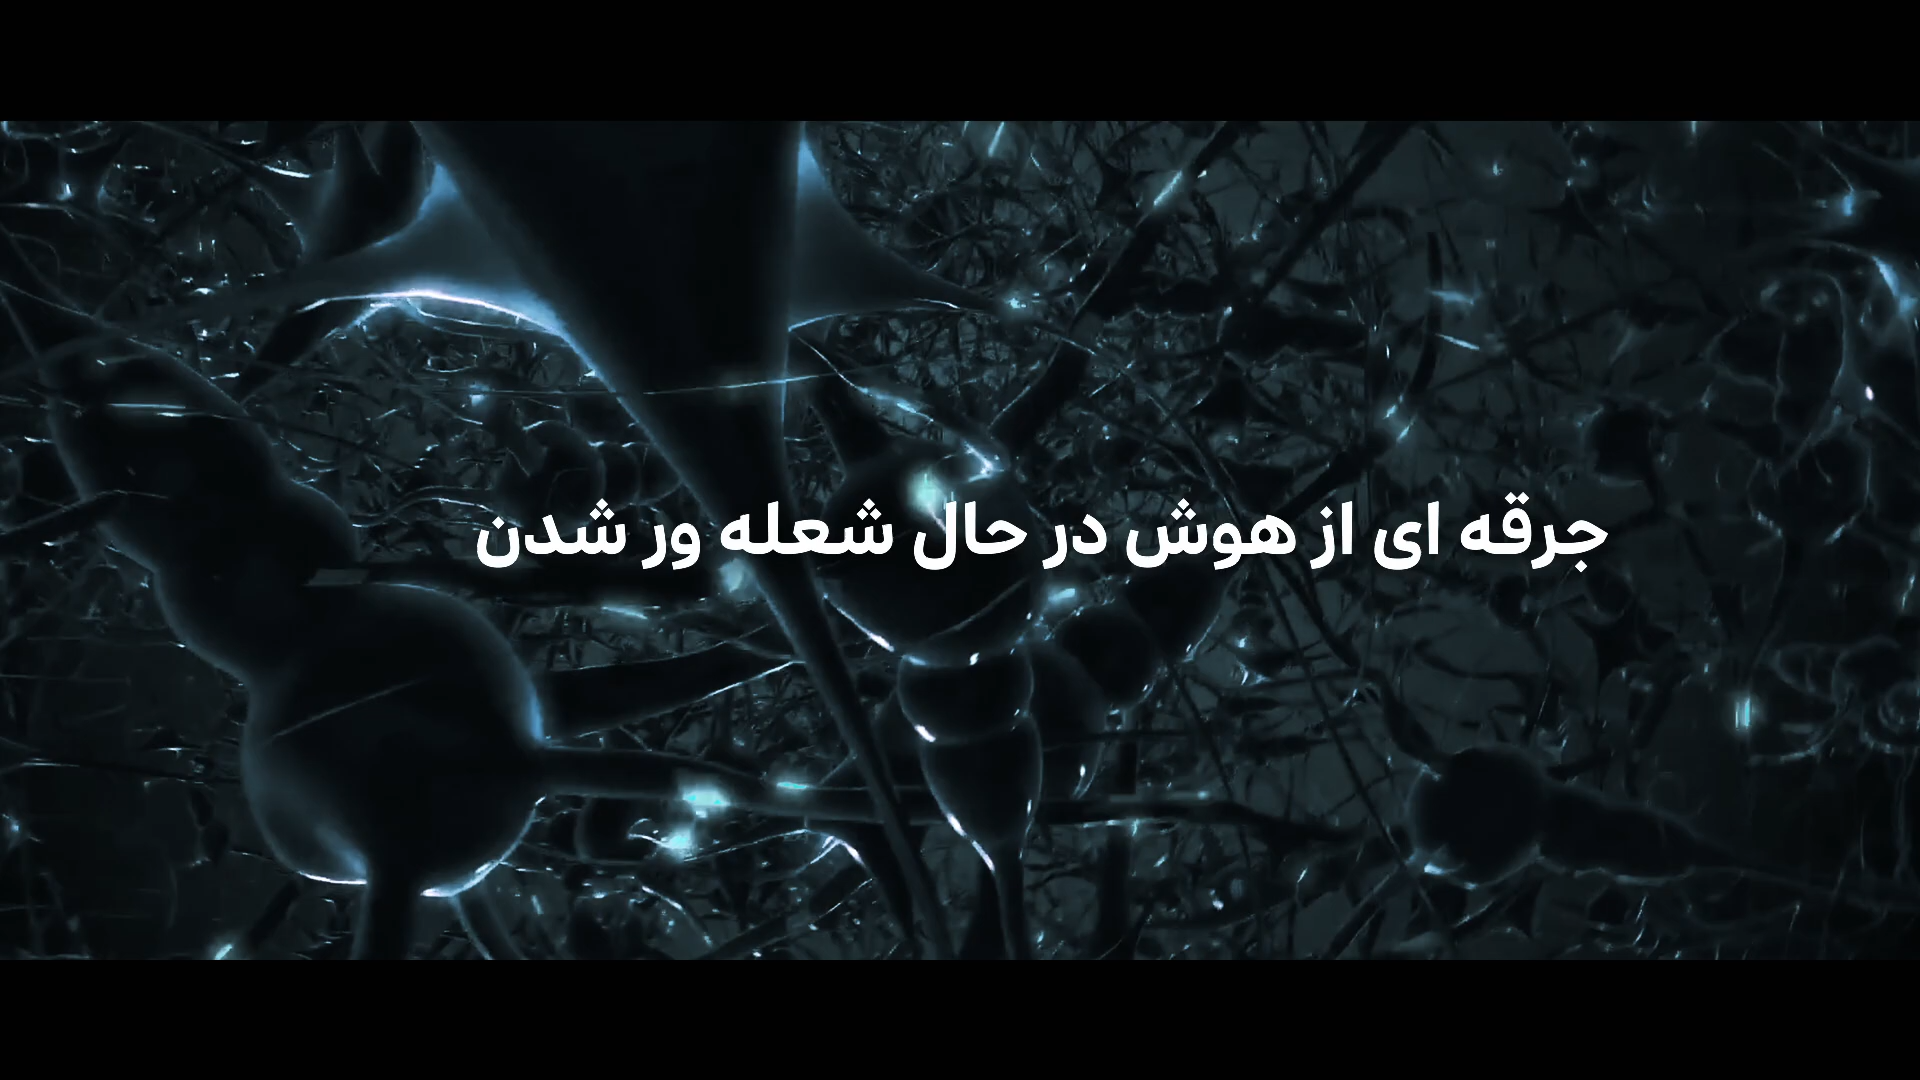 جرقه ای از هوش در حال شعله ور شدن